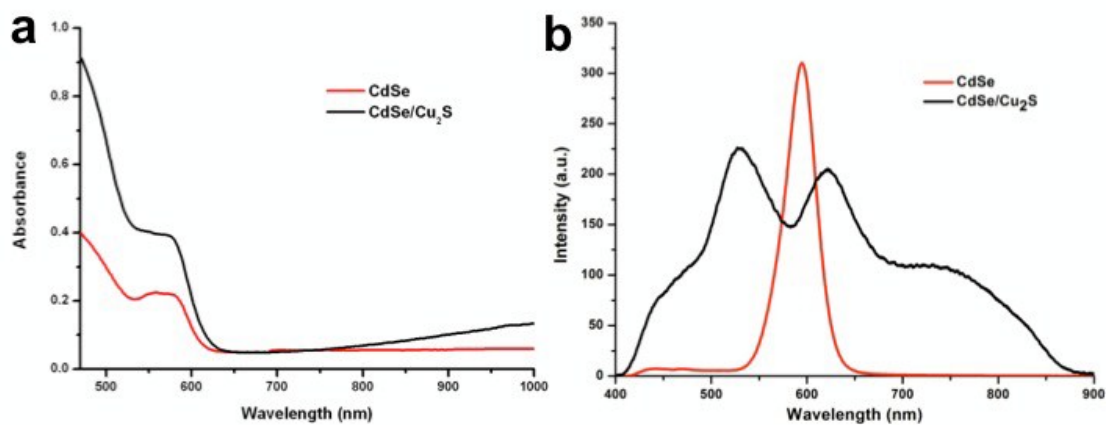 a
1.0
0.8
0.6
0.4
0.2
0.0
Absorbance
CdSe
CdSe/Cu₂S
500 600 700 800 900 1000
Wavelength (nm)
b
350
300
250
200
150
100
50
0
Intensity (a.u.)
CdSe
CdSe/Cu₂S
400 500 600 700 800 900
Wavelength (nm)